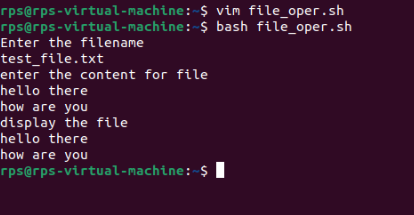 rps@rps-virtual-machine:~$ vim file_oper.sh
rps@rps-virtual-machine:~$ bash file_oper.sh
Enter the filename
test_file.txt
enter the content for file
hello there
how are you
display the file
hello there
how are you
rps@rps-virtual-machine:~$